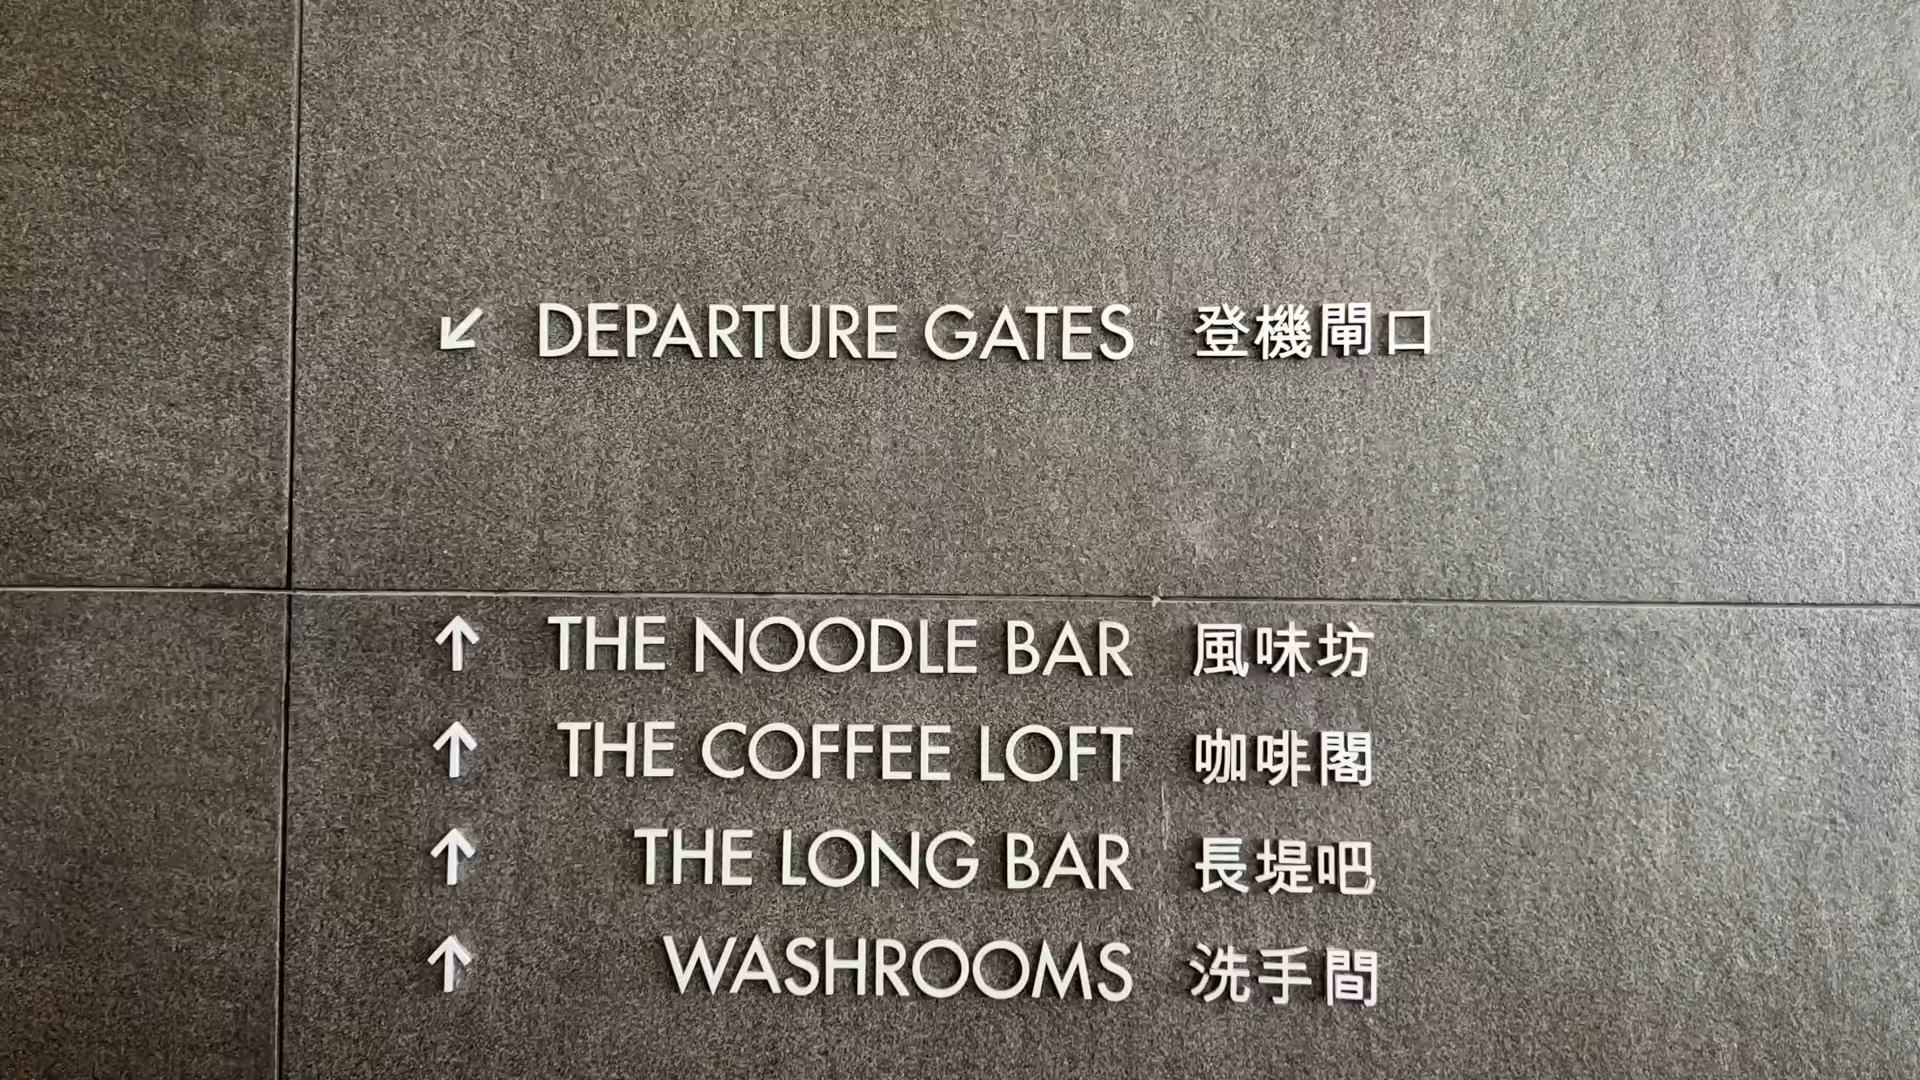 ↙ DEPARTURE GATES 登機閘口
↑ THE NOODLE BAR 風味坊
↑ THE COFFEE LOFT 咖啡閣
↑ THE LONG BAR 長堤吧
↑ WASHROOMS 洗手間